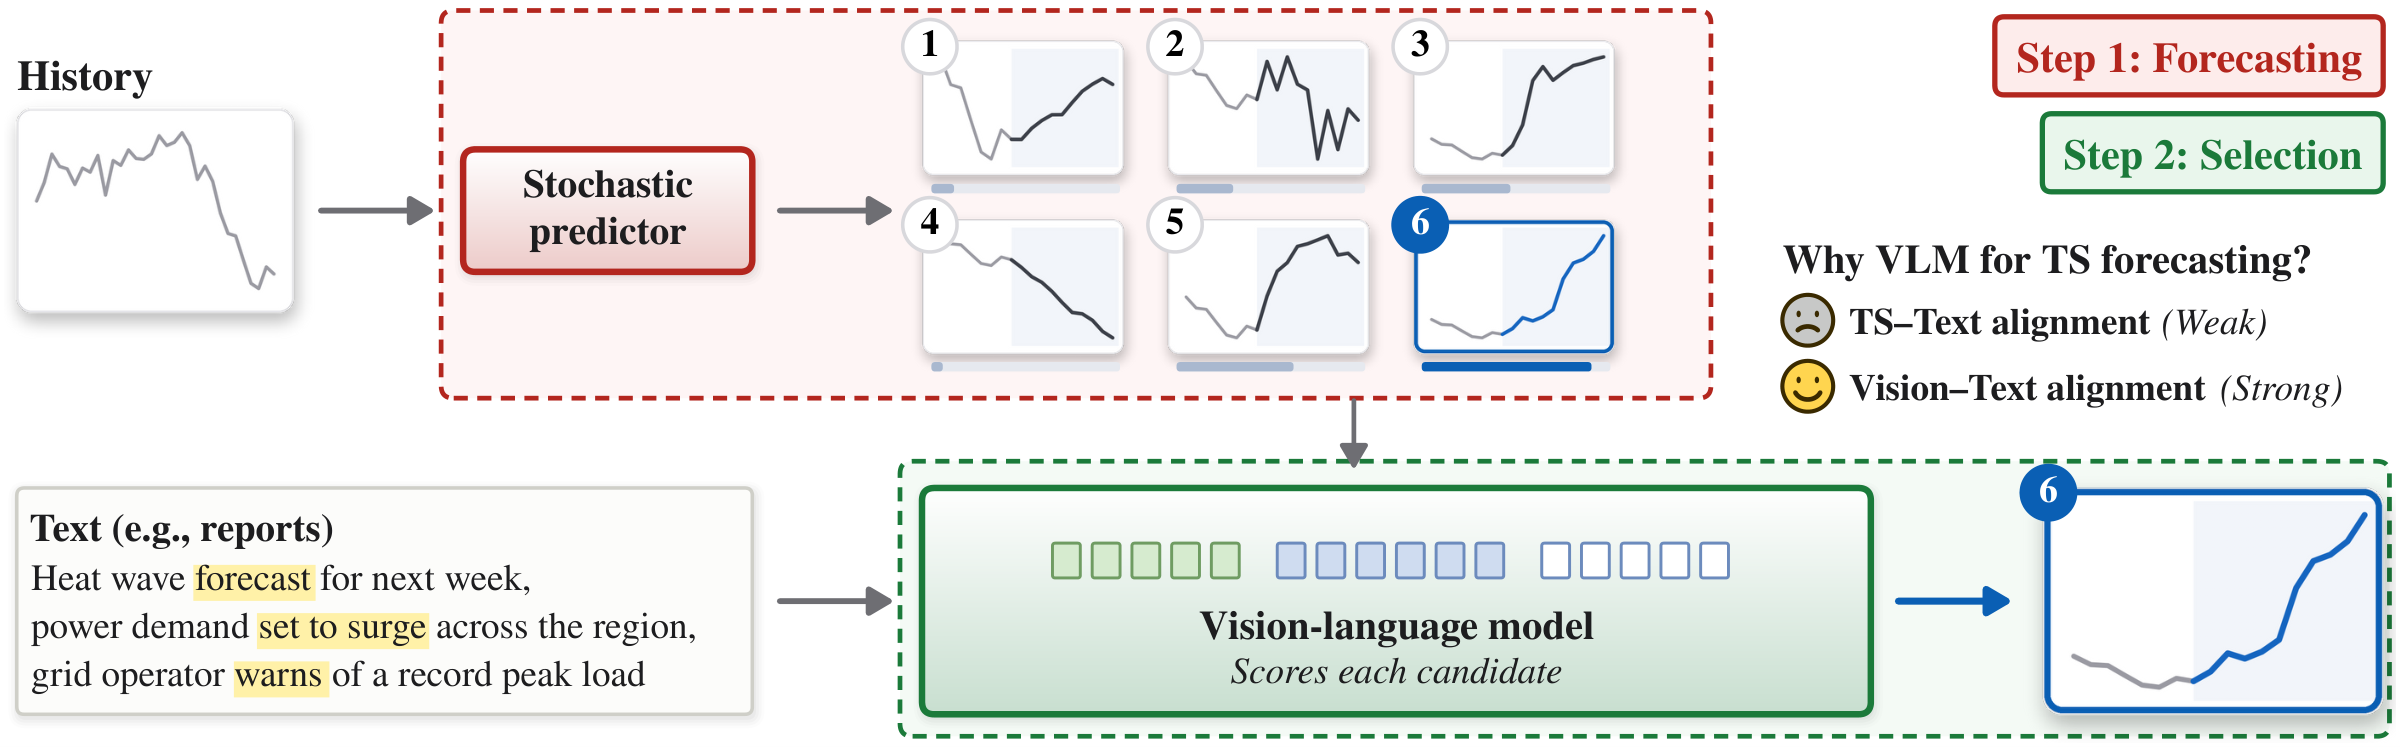 History
Stochastic
predictor
1
2
3
4
5
6
Step 1: Forecasting
Step 2: Selection
Why VLM for TS forecasting?
TS–Text alignment (Weak)
Vision–Text alignment (Strong)
Text (e.g., reports)
Heat wave forecast for next week,
power demand set to surge across the region,
grid operator warns of a record peak load
Vision-language model
Scores each candidate
6